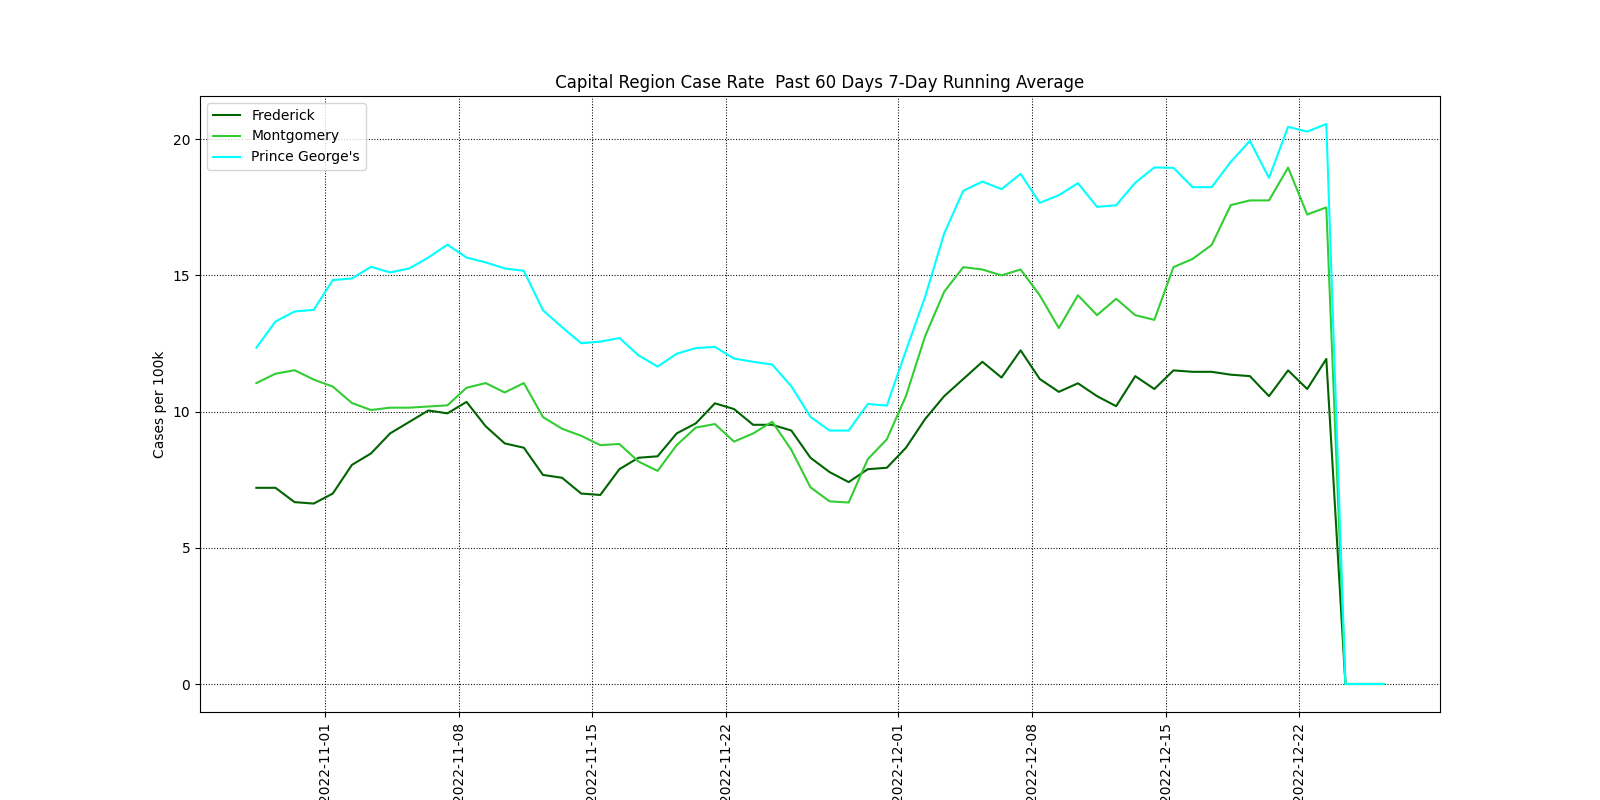 Capital Region Case Rate  Past 60 Days 7-Day Running Average
Frederick
Montgomery
Prince George's
Cases per 100k
20
15
10
5
0
2022-11-01
2022-11-08
2022-11-15
2022-11-22
2022-12-01
2022-12-08
2022-12-15
2022-12-22